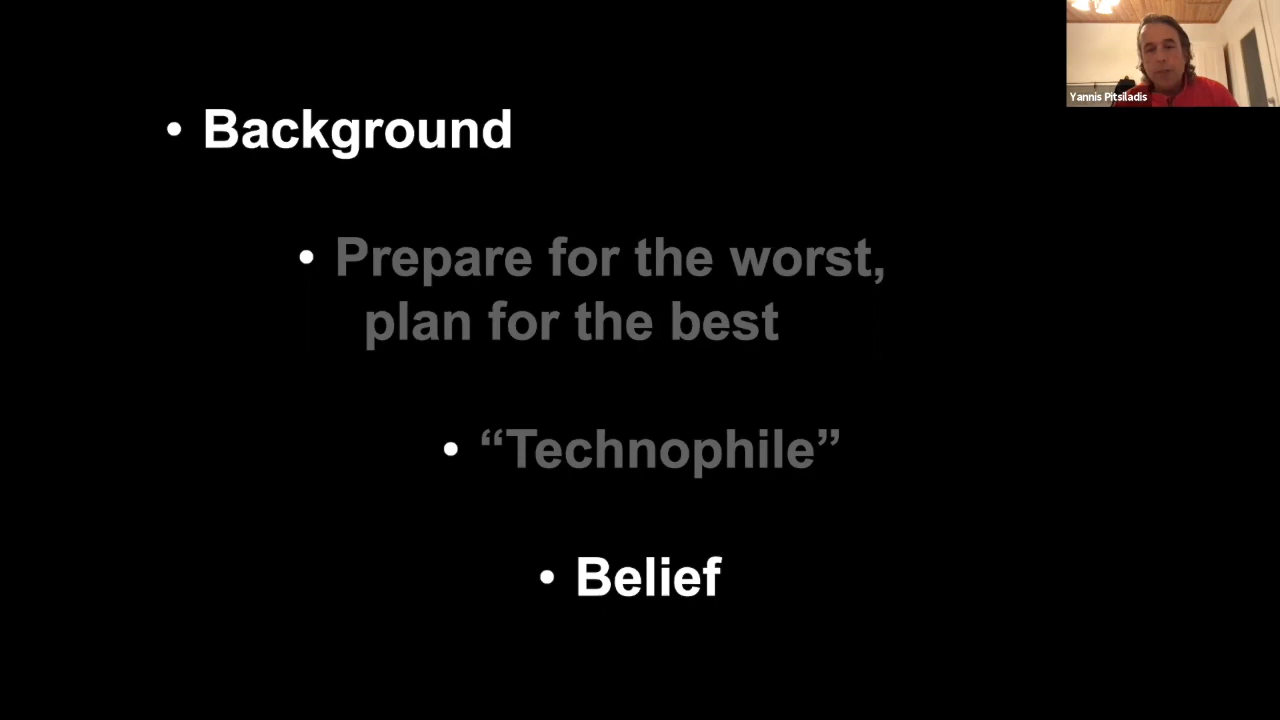 Yannis Pitsiladis
• Background
• Prepare for the worst,
plan for the best
• “Technophile”
• Belief